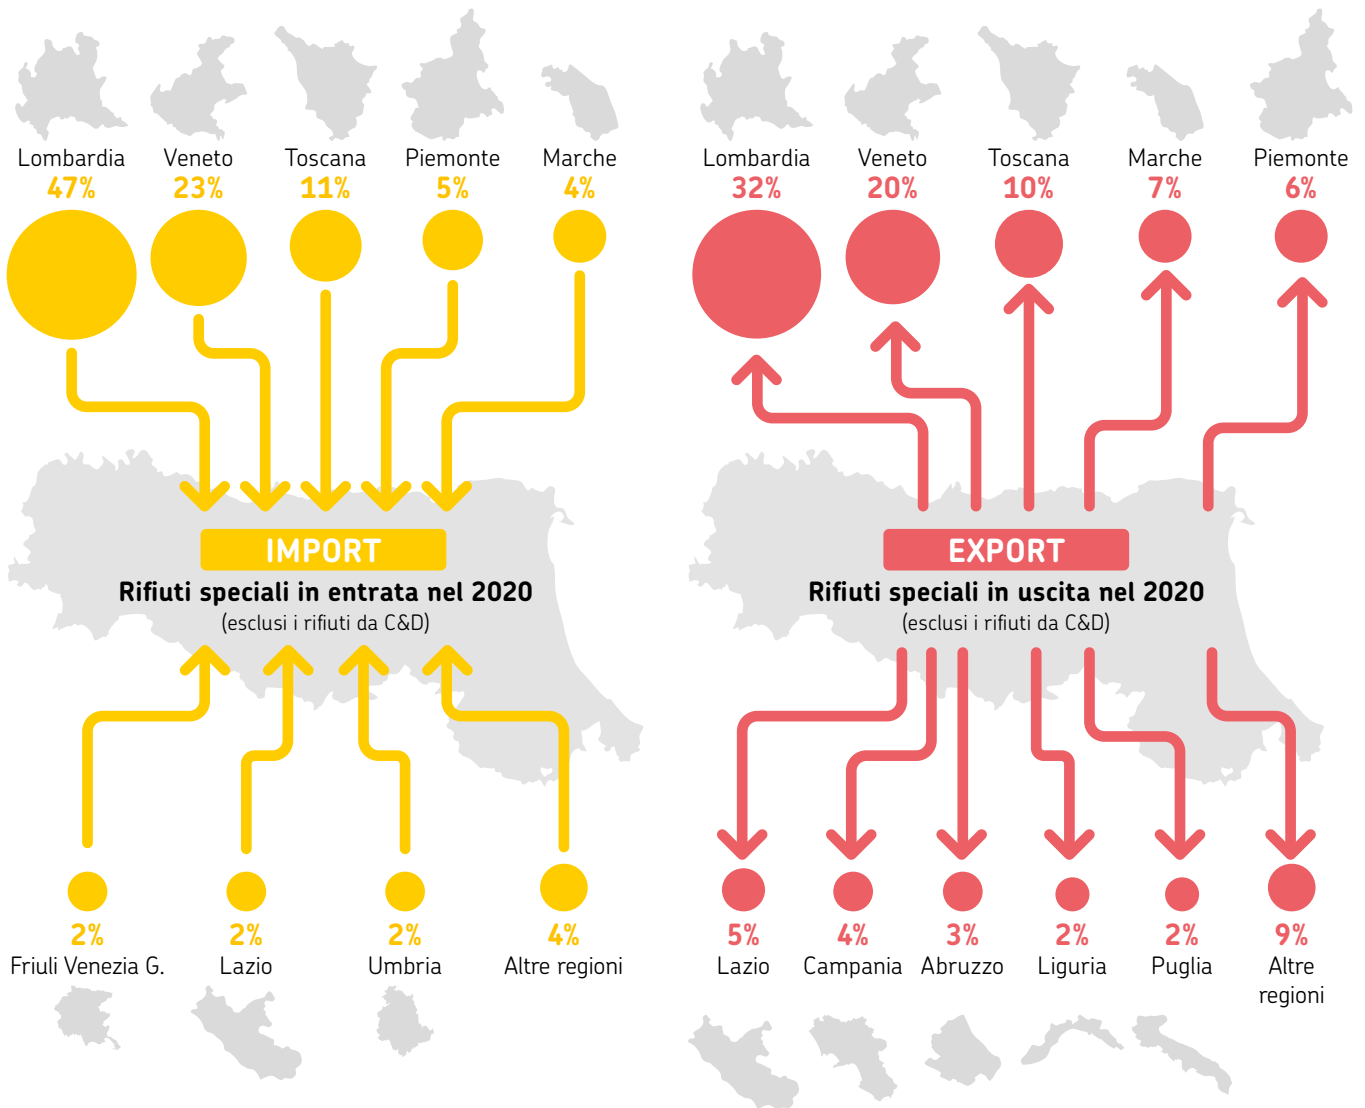 Lombardia
47%
Veneto
23%
Toscana
11%
Piemonte
5%
Marche
4%
IMPORT
Rifiuti speciali in entrata nel 2020
(esclusi i rifiuti da C&D)
2%
Friuli Venezia G.
2%
Lazio
2%
Umbria
4%
Altre regioni
Lombardia
32%
Veneto
20%
Toscana
10%
Marche
7%
Piemonte
6%
EXPORT
Rifiuti speciali in uscita nel 2020
(esclusi i rifiuti da C&D)
5%
Lazio
4%
Campania
3%
Abruzzo
2%
Liguria
2%
Puglia
9%
Altre
regioni